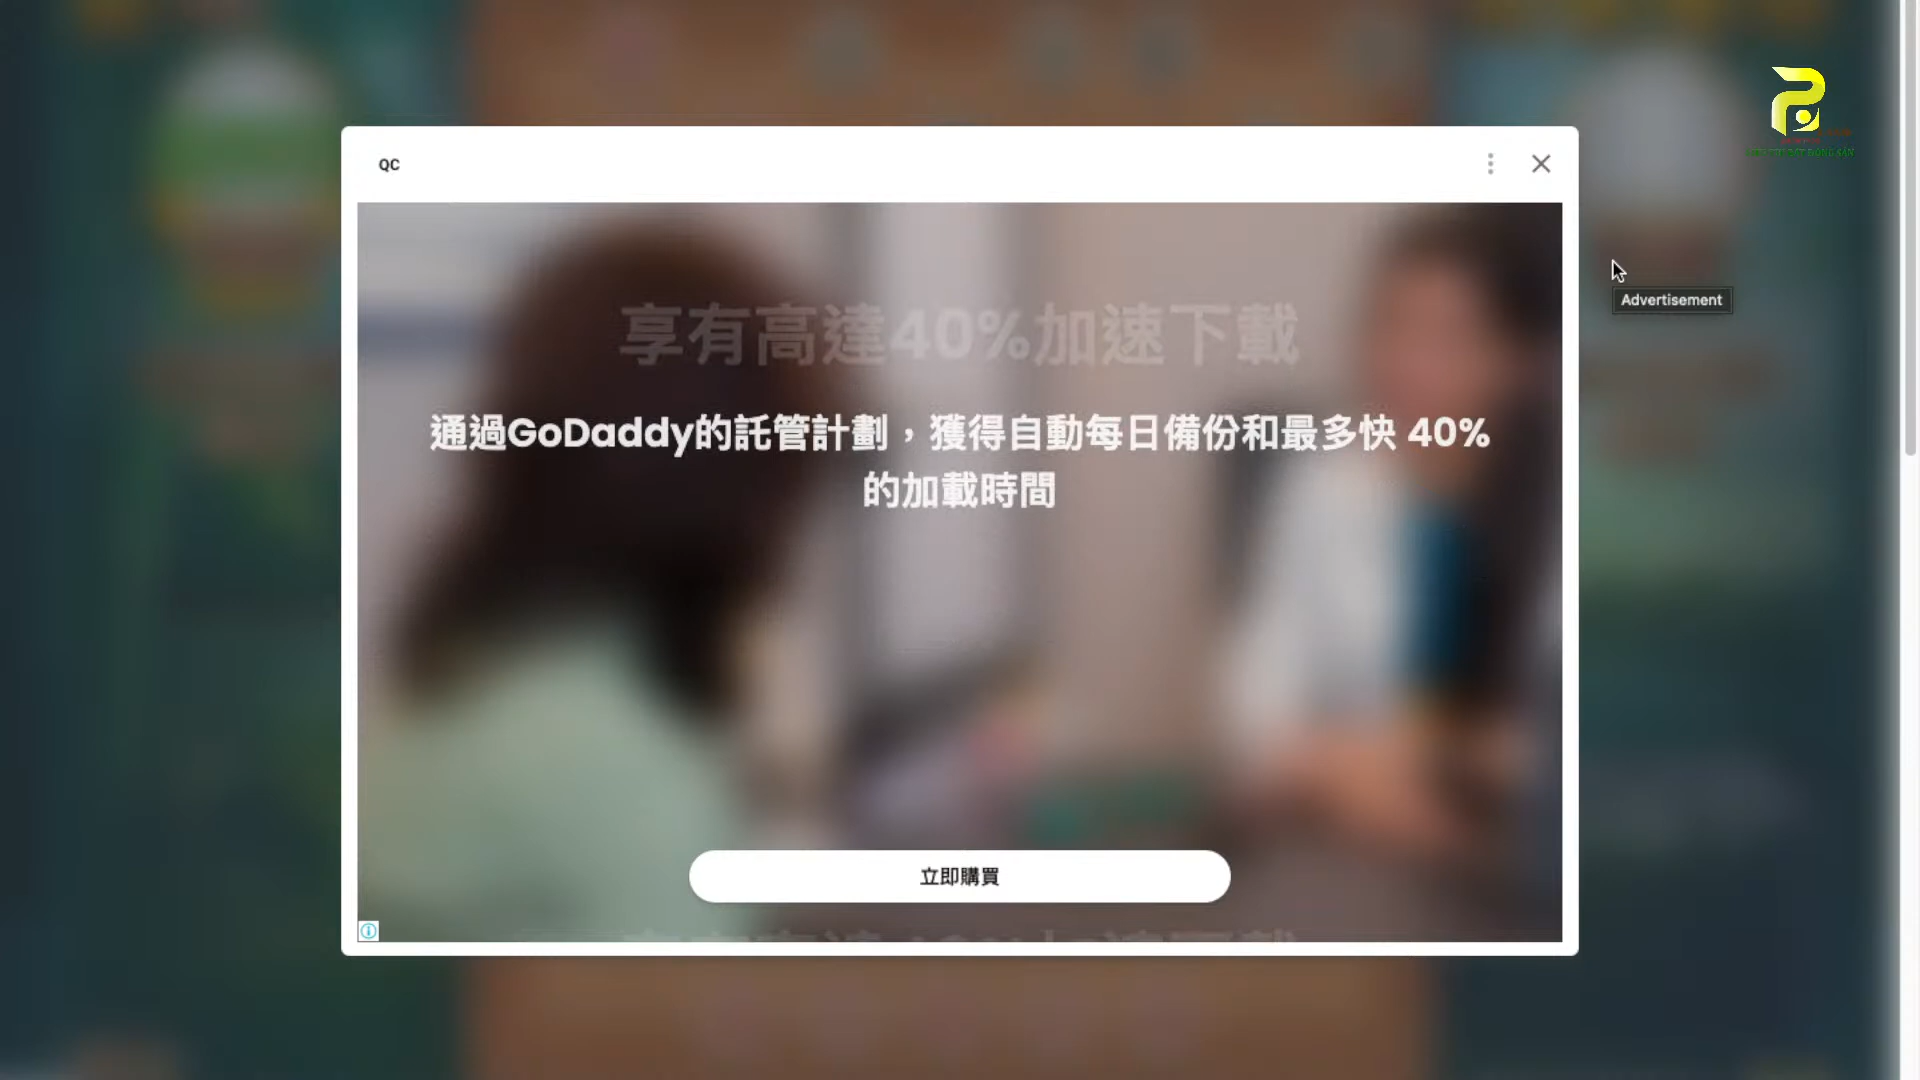 QC
享有高達40%加速下載
通過GoDaddy的託管計劃，獲得自動每日備份和最多快 40%
的加載時間
立即購買
Advertisement